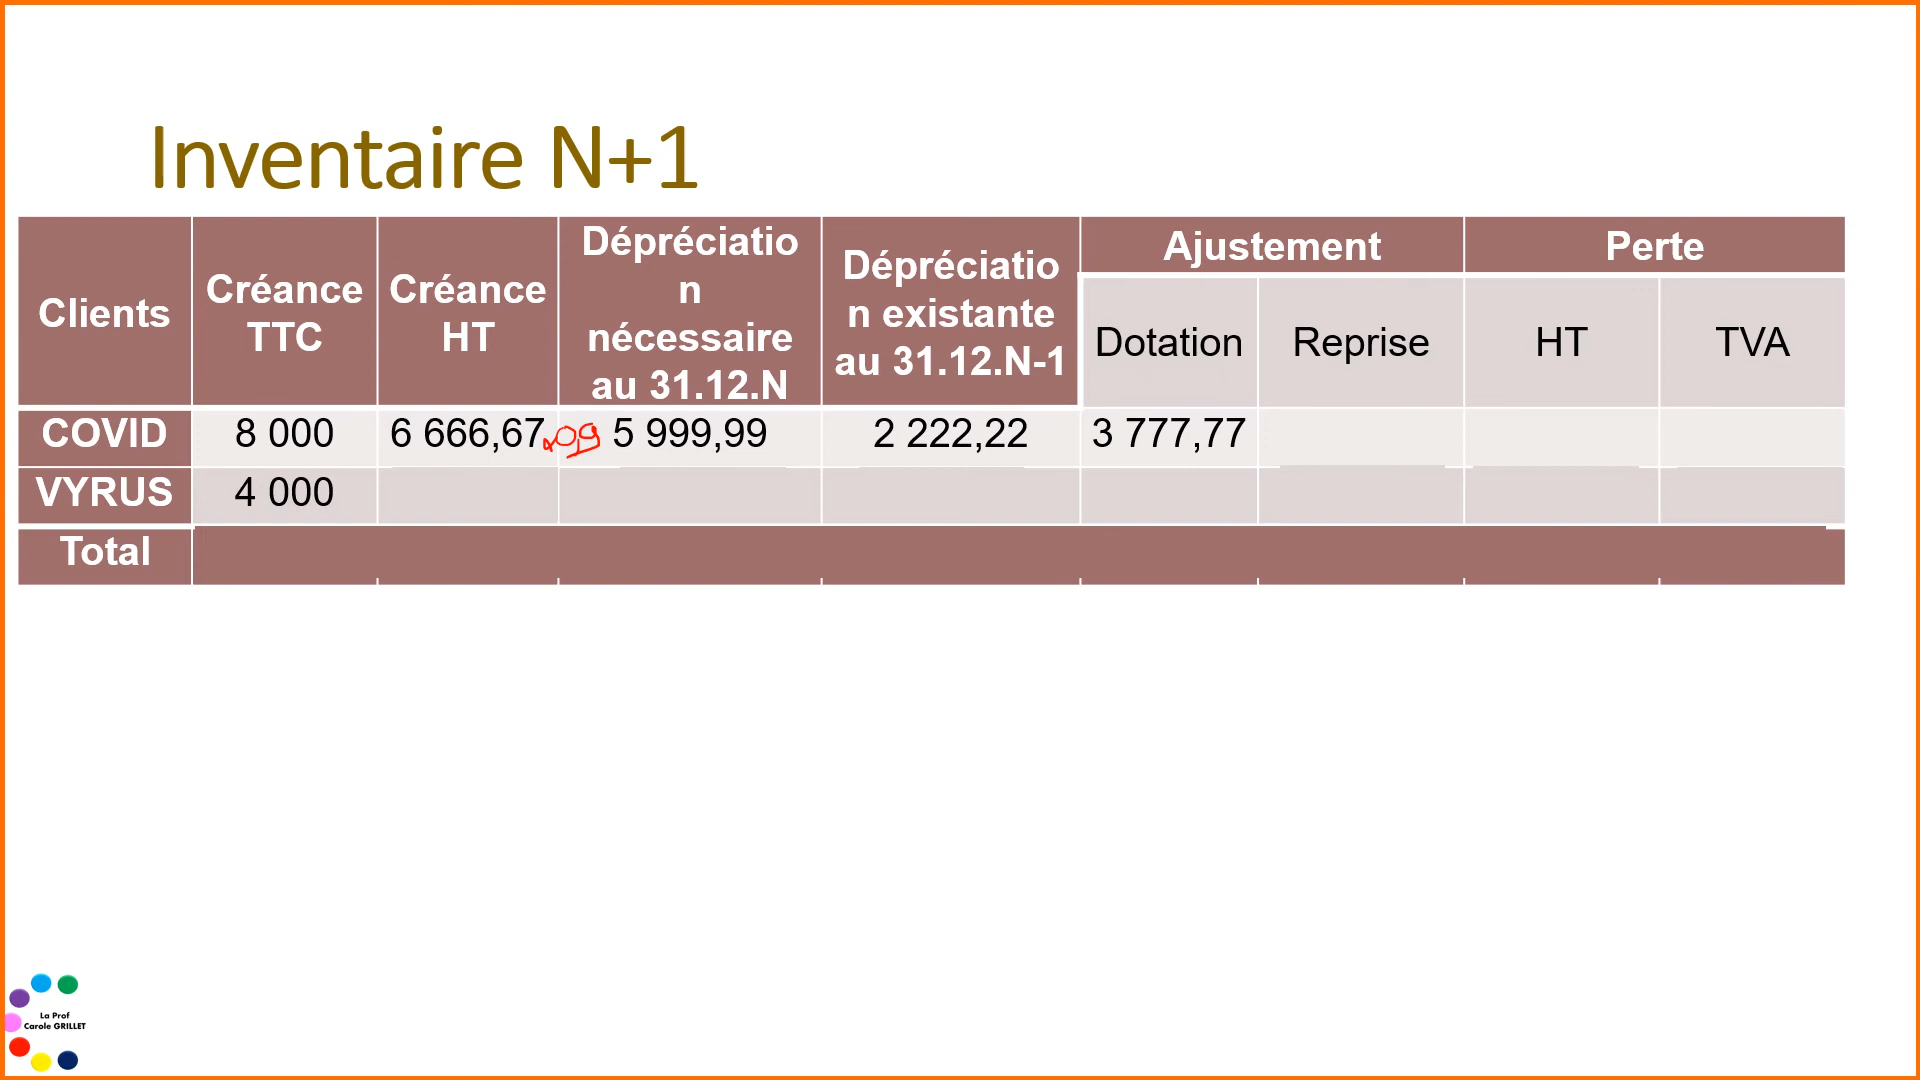 Inventaire N+1
Clients
Créance
TTC
Créance
HT
Dépréciatio
n
nécessaire
au 31.12.N
Dépréciatio
n existante
au 31.12.N-1
Ajustement
Perte
Dotation
Reprise
HT
TVA
COVID
8 000
6 666,67
5 999,99
2 222,22
3 777,77
VYRUS
4 000
Total
La Prof
Carole GRILLET